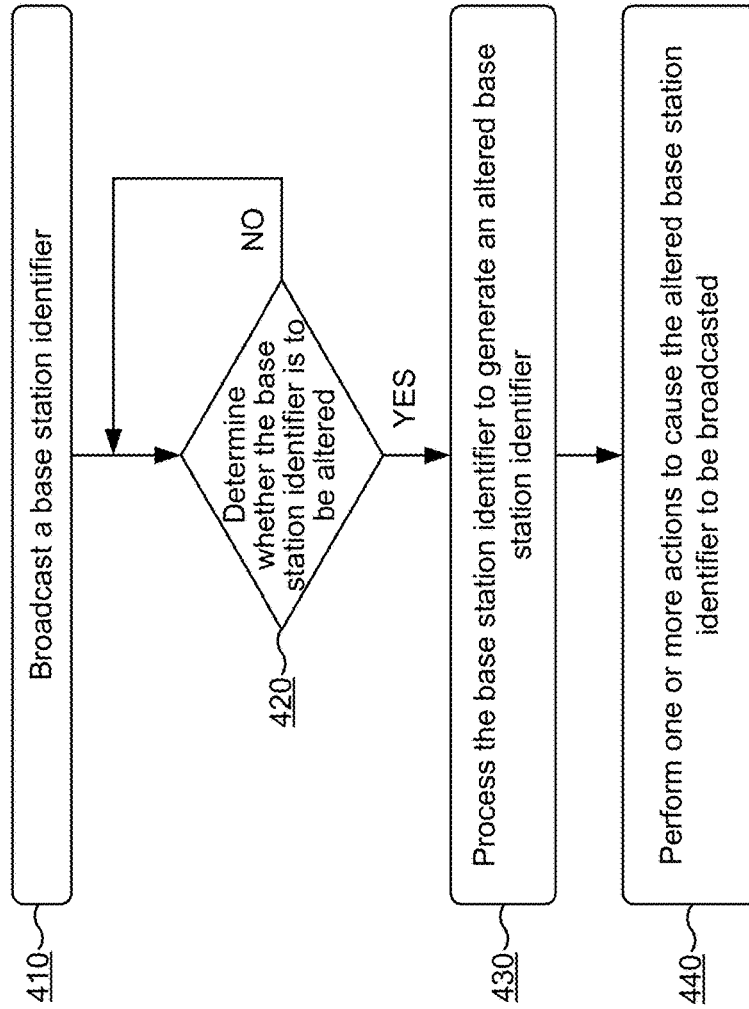 410
Broadcast a base station identifier
420
Determine
whether the base
station identifier is to
be altered
NO
YES
430
Process the base station identifier to generate an altered base
station identifier
440
Perform one or more actions to cause the altered base station
identifier to be broadcasted